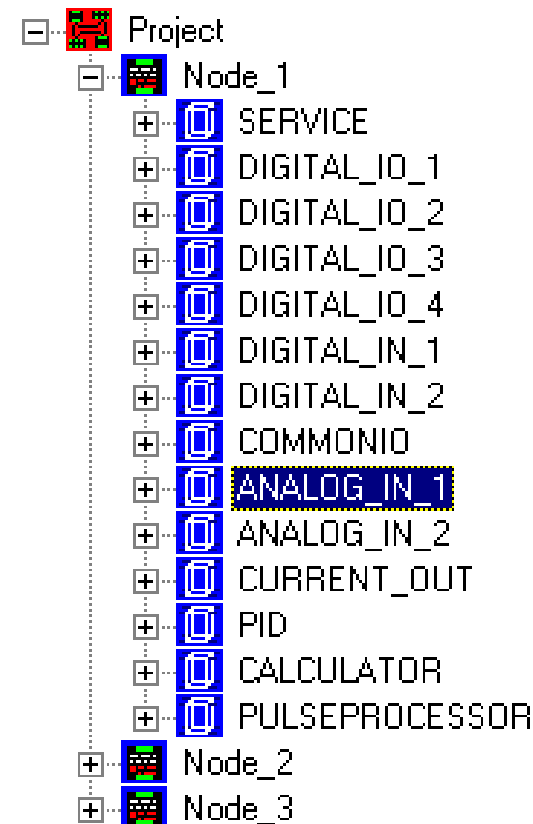 Project
Node_1
SERVICE
DIGITAL_IO_1
DIGITAL_IO_2
DIGITAL_IO_3
DIGITAL_IO_4
DIGITAL_IN_1
DIGITAL_IN_2
COMMONIO
ANALOG_IN_1
ANALOG_IN_2
CURRENT_OUT
PID
CALCULATOR
PULSEPROCESSOR
Node_2
Node_3